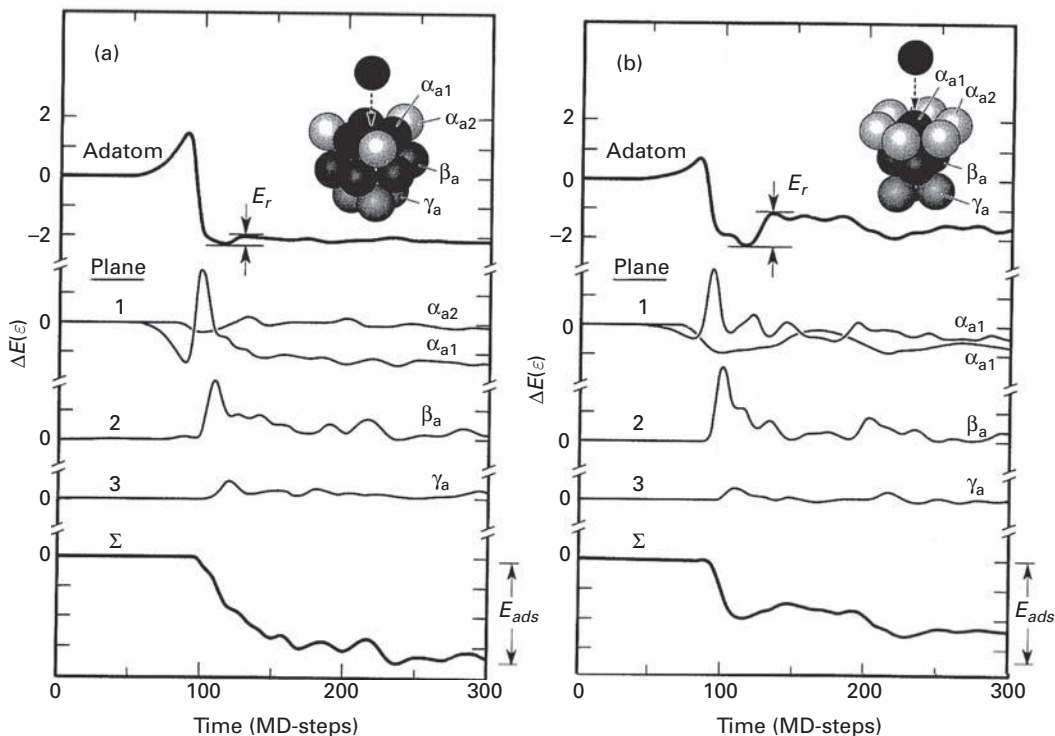 (a)
α_a1
α_a2
β_a
γ_a
2
Adatom
0
E_r
−2
Plane
1
0
α_a2
α_a1
ΔE(ε)
2
0
β_a
3
0
γ_a
Σ
0
E_ads
0 100 200 300
Time (MD-steps)
(b)
α_a1
α_a2
β_a
γ_a
2
Adatom
0
E_r
−2
Plane
1
0
α_a1
α_a1
ΔE(ε)
2
0
β_a
3
0
γ_a
Σ
0
E_ads
0 100 200 300
Time (MD-steps)